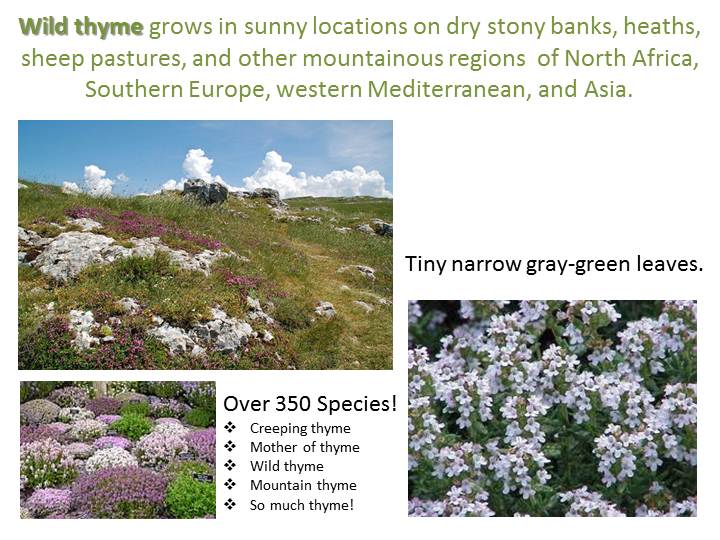 Wild thyme grows in sunny locations on dry stony banks, heaths,
sheep pastures, and other mountainous regions  of North Africa,
Southern Europe, western Mediterranean, and Asia.
Tiny narrow gray-green leaves.
Over 350 Species!
❖ Creeping thyme
❖ Mother of thyme
❖ Wild thyme
❖ Mountain thyme
❖ So much thyme!